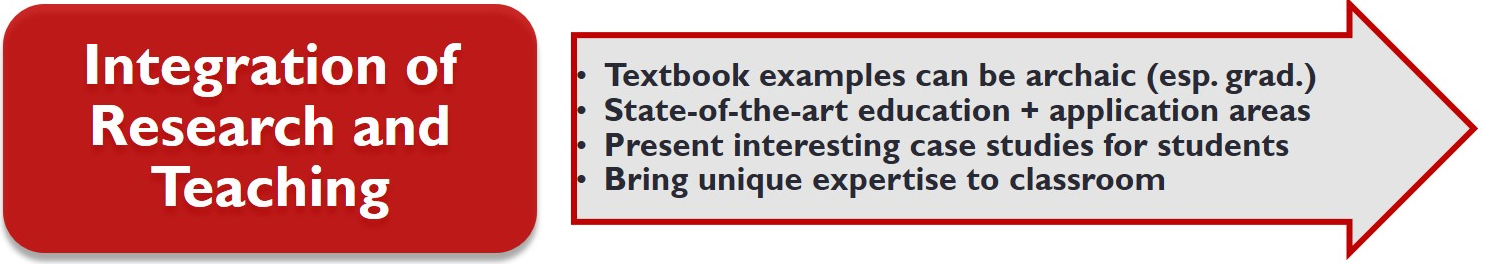 Integration of
Research and
Teaching
• Textbook examples can be archaic (esp. grad.)
• State-of-the-art education + application areas
• Present interesting case studies for students
• Bring unique expertise to classroom